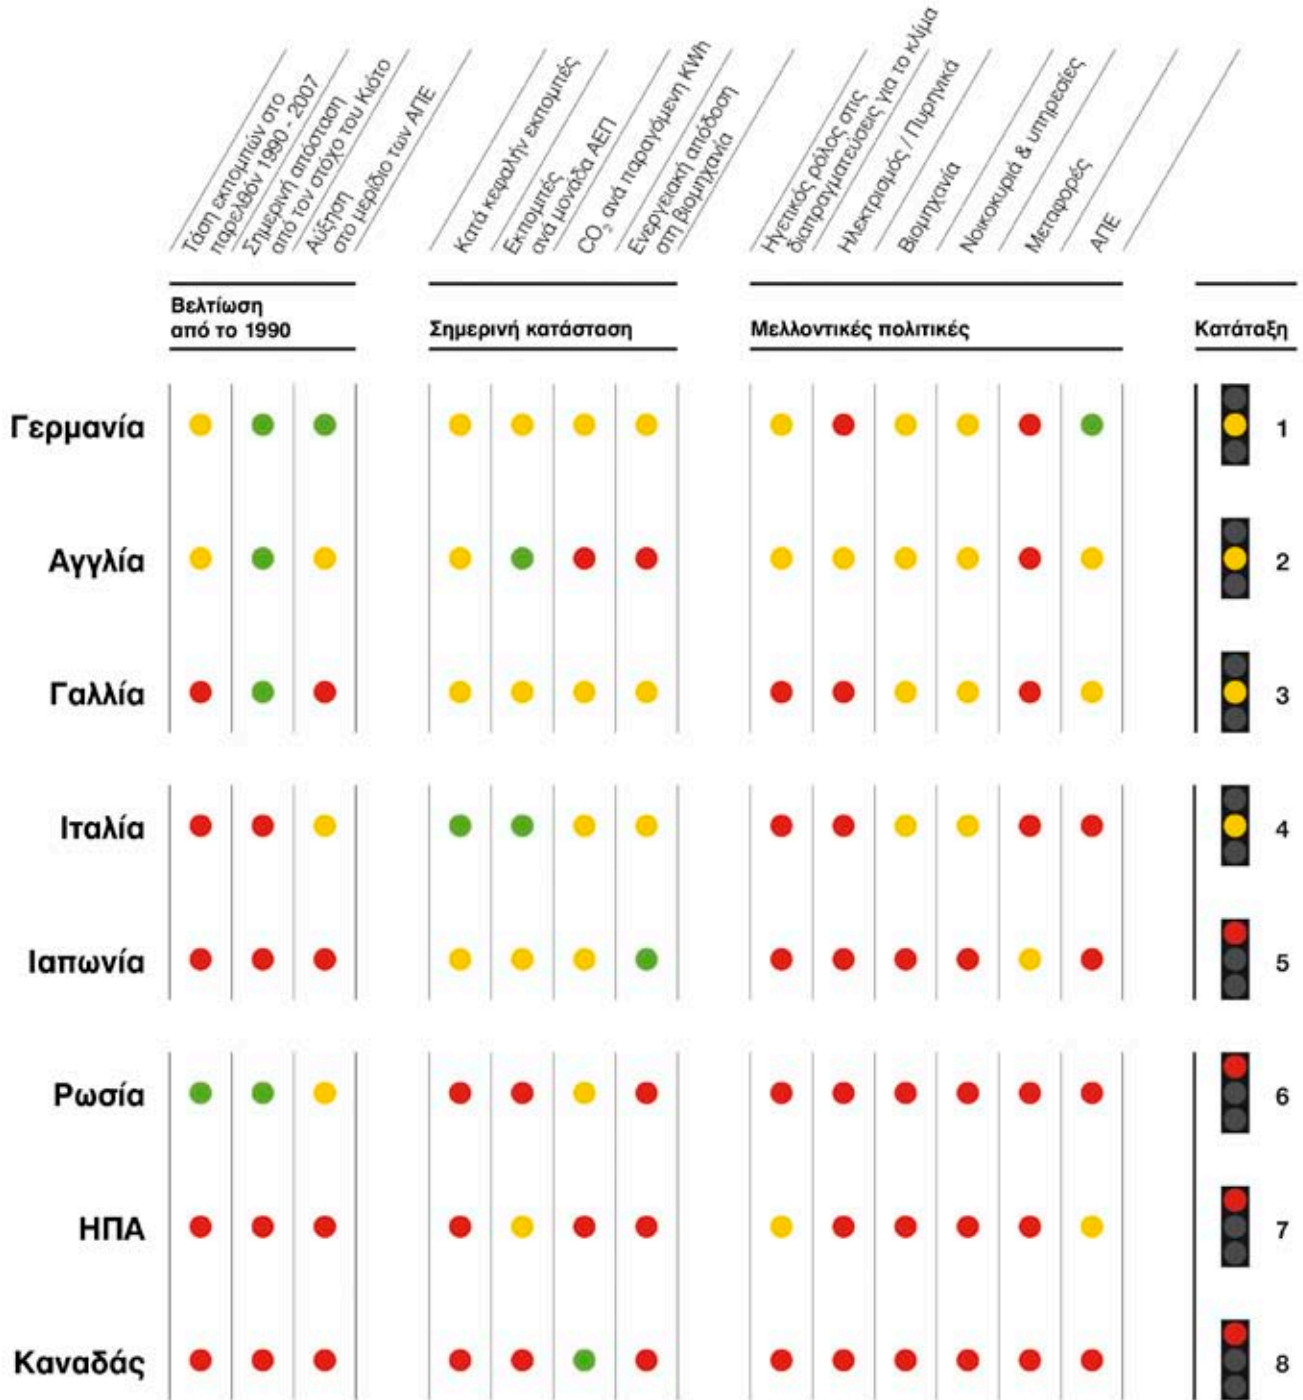 Τάση εκπομπών στο
παρελθόν 1990 - 2007
Σημερινή απόσταση
από τον στόχο του Κιότο
Αύξηση
στο μερίδιο των ΑΠΕ
Κατά κεφαλήν εκπομπές
Εκπομπές
ανά μονάδα ΑΕΠ
CO₂ ανά παραγόμενη KWh
Ενεργειακή απόδοση
στη βιομηχανία
Ηγετικός ρόλος στις
διαπραγματεύσεις για το κλίμα
Ηλεκτρισμός / Πυρηνικά
Βιομηχανία
Νοικοκυριά & υπηρεσίες
Μεταφορές
ΑΠΕ
Βελτίωση
από το 1990
Σημερινή κατάσταση
Μελλοντικές πολιτικές
Κατάταξη
Γερμανία 1
Αγγλία 2
Γαλλία 3
Ιταλία 4
Ιαπωνία 5
Ρωσία 6
ΗΠΑ 7
Καναδάς 8